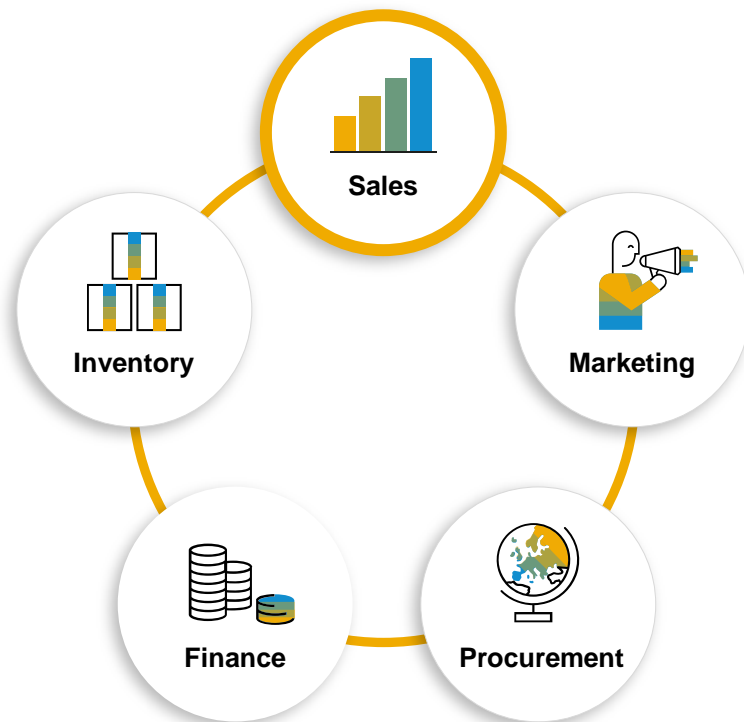 Sales
Inventory
Marketing
Finance
Procurement